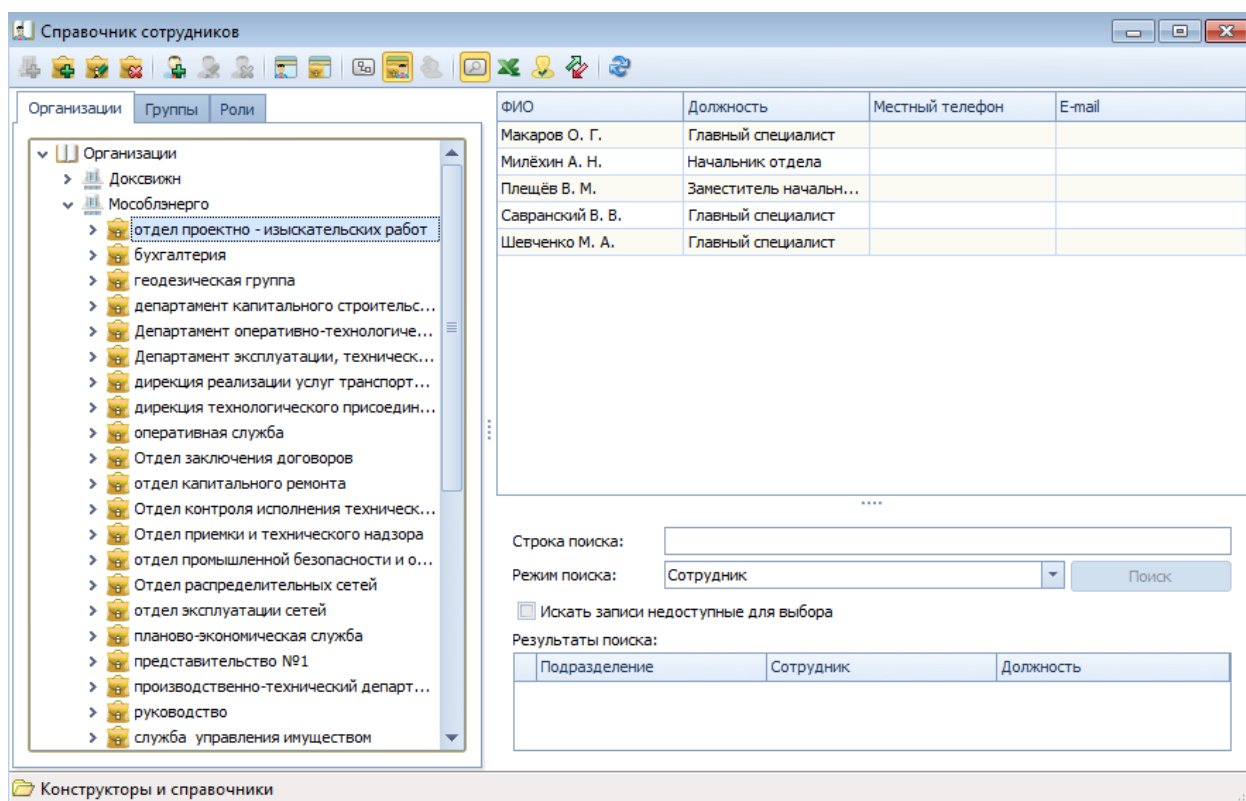 Справочник сотрудников
Организации Группы Роли
Организации
Доксвижн
Мособлэнерго
отдел проектно - изыскательских работ
бухгалтерия
геодезическая группа
департамент капитального строительс...
Департамент оперативно-технологиче...
Департамент эксплуатации, техническ...
дирекция реализации услуг транспорт...
дирекция технологического присоедин...
оперативная служба
Отдел заключения договоров
отдел капитального ремонта
Отдел контроля исполнения техническ...
Отдел приемки и технического надзора
отдел промышленной безопасности и о...
Отдел распределительных сетей
отдел эксплуатации сетей
планово-экономическая служба
представительство №1
производственно-технический департ...
руководство
служба управления имуществом
ФИО Должность Местный телефон E-mail
Макаров О. Г. Главный специалист
Милёхин А. Н. Начальник отдела
Плещёв В. М. Заместитель начальн...
Савранский В. В. Главный специалист
Шевченко М. А. Главный специалист
Строка поиска:
Режим поиска: Сотрудник Поиск
Искать записи недоступные для выбора
Результаты поиска:
Подразделение Сотрудник Должность
Конструкторы и справочники